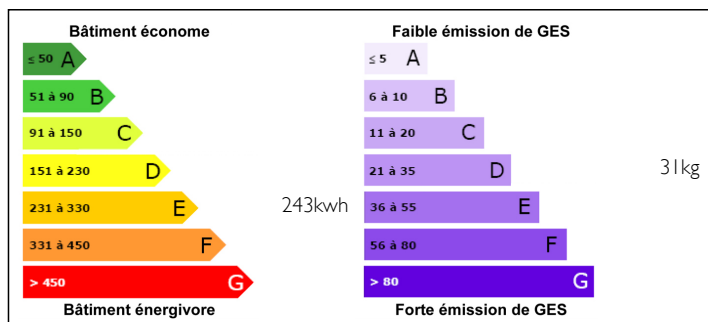 Bâtiment économe
≤ 50 A
51 à 90 B
91 à 150 C
151 à 230 D
231 à 330 E
243kwh
331 à 450 F
> 450 G
Bâtiment énergivore
Faible émission de GES
≤ 5 A
6 à 10 B
11 à 20 C
21 à 35 D
31kg
36 à 55 E
56 à 80 F
> 80 G
Forte émission de GES